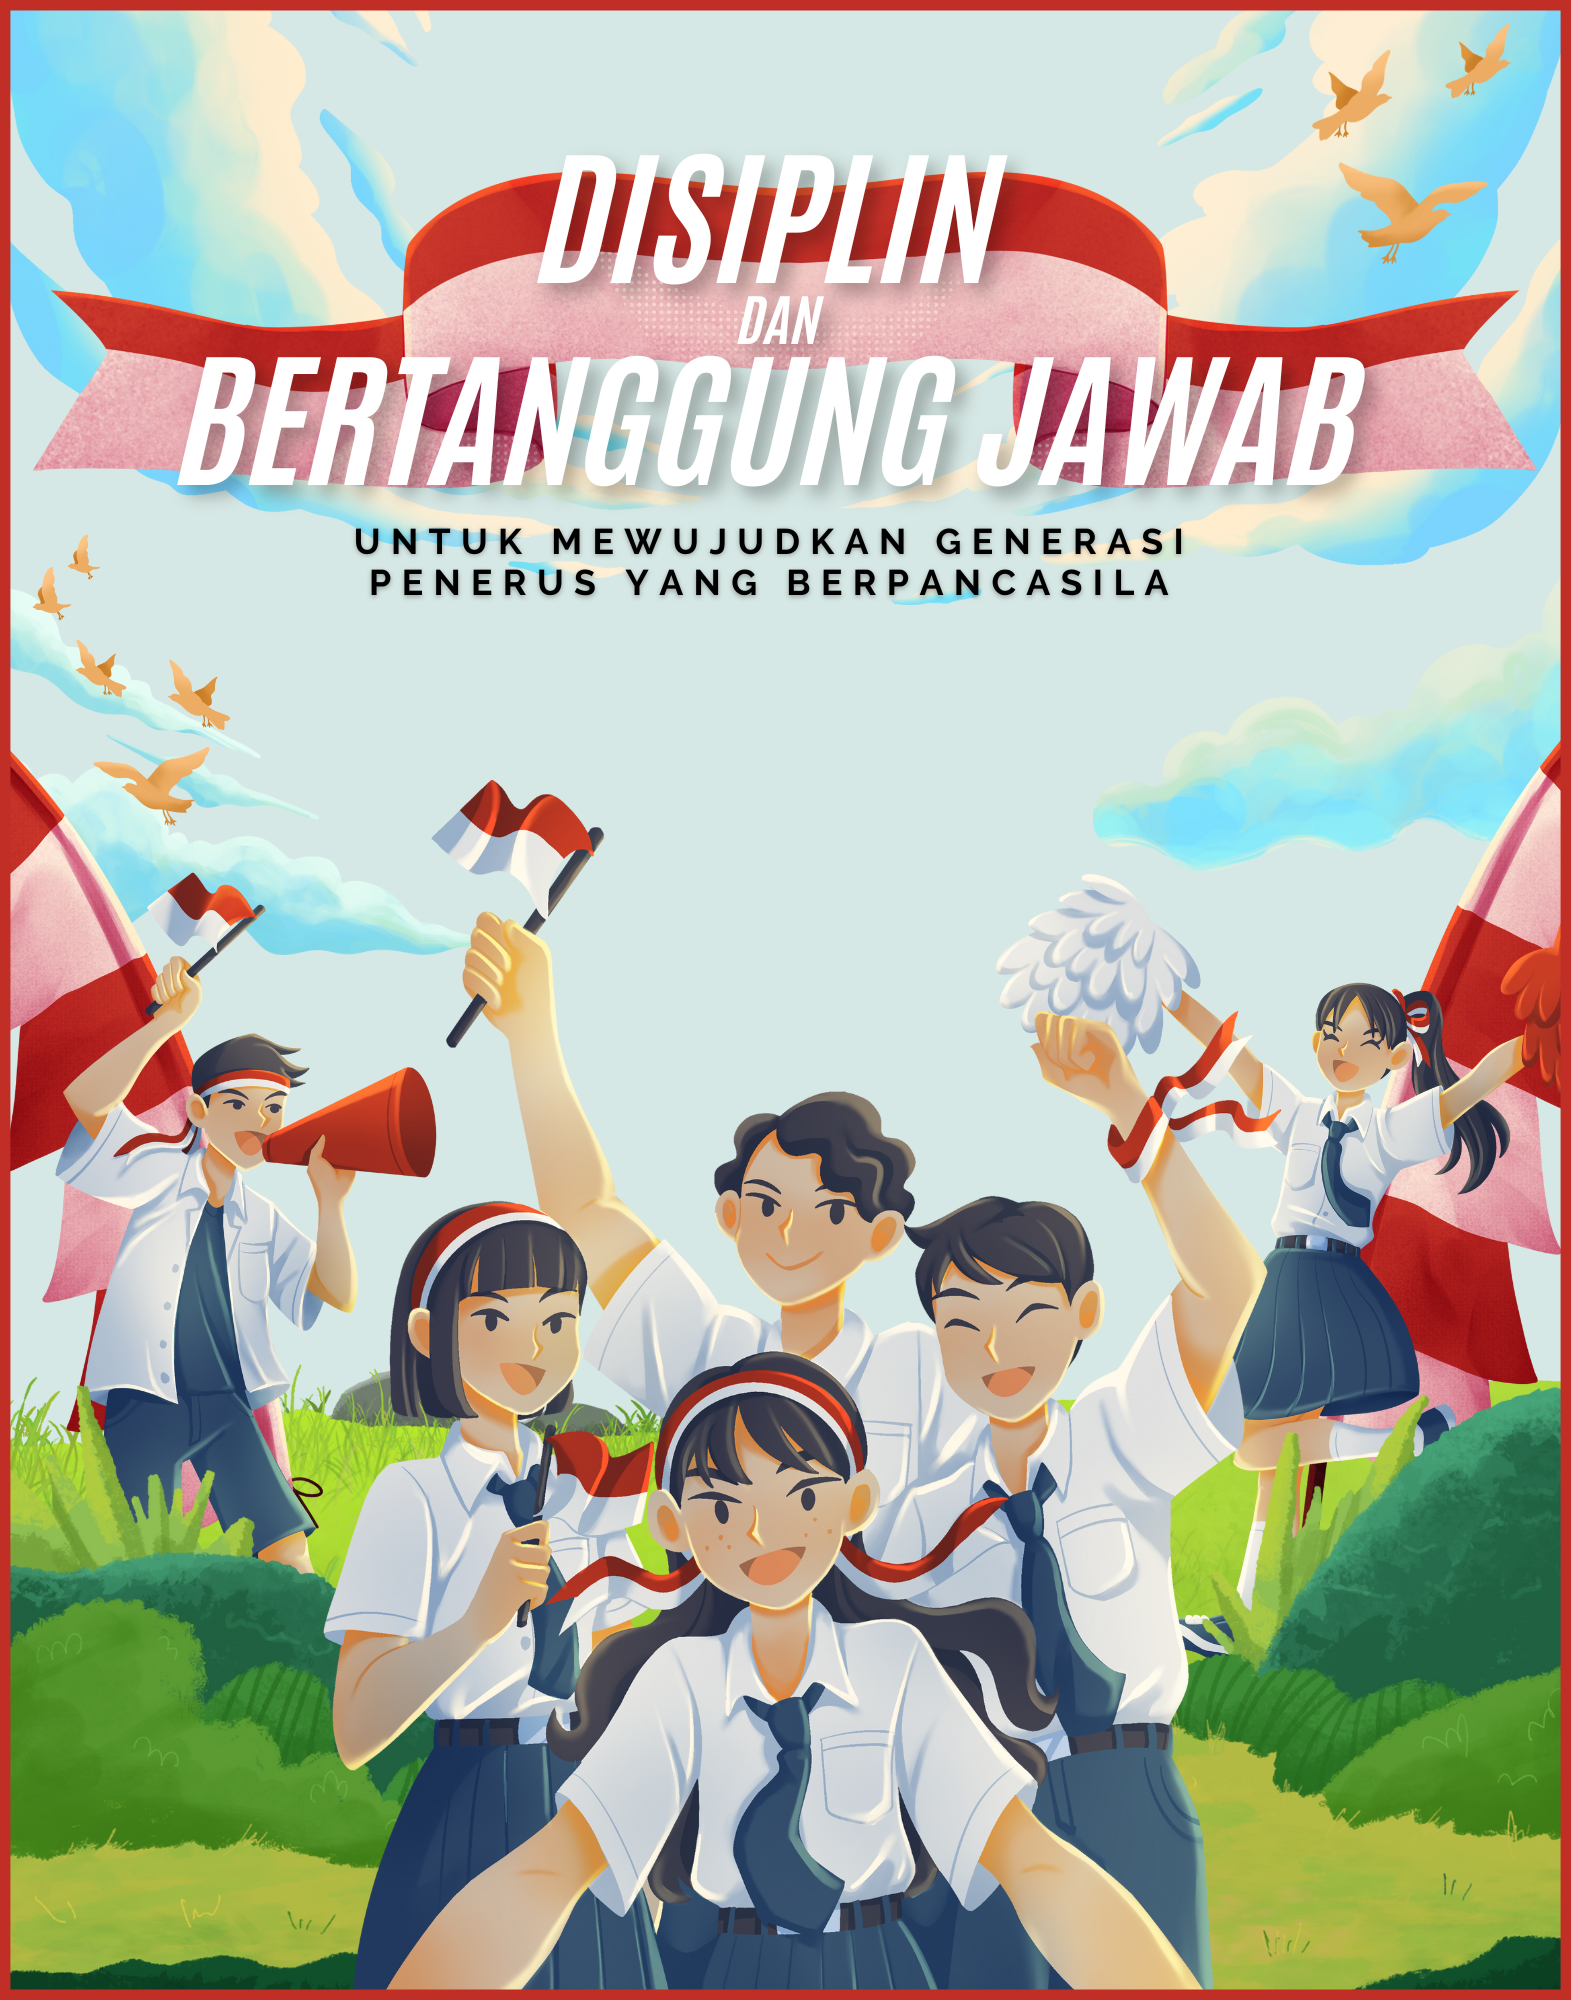 DISIPLIN
DAN
BERTANGGUNG JAWAB
UNTUK MEWUJUDKAN GENERASI
PENERUS YANG BERPANCASILA